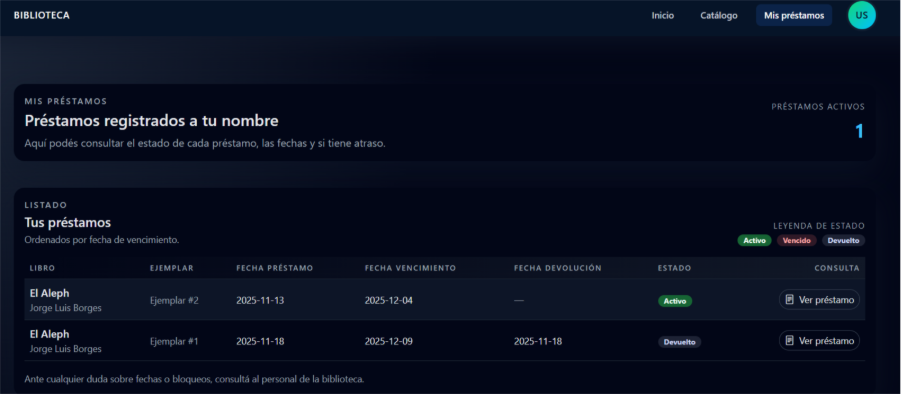 BIBLIOTECA
Inicio
Catálogo
Mis préstamos
US
MIS PRÉSTAMOS
Préstamos registrados a tu nombre
Aquí podés consultar el estado de cada préstamo, las fechas y si tiene atraso.
PRÉSTAMOS ACTIVOS
1
LISTADO
Tus préstamos
Ordenados por fecha de vencimiento.
LEYENDA DE ESTADO
Activo Vencido Devuelto
LIBRO EJEMPLAR FECHA PRÉSTAMO FECHA VENCIMIENTO FECHA DEVOLUCIÓN ESTADO CONSULTA
El Aleph
Jorge Luis Borges
Ejemplar #2 2025-11-13 2025-12-04 — Activo Ver préstamo
El Aleph
Jorge Luis Borges
Ejemplar #1 2025-11-18 2025-12-09 2025-11-18 Devuelto Ver préstamo
Ante cualquier duda sobre fechas o bloqueos, consultá al personal de la biblioteca.